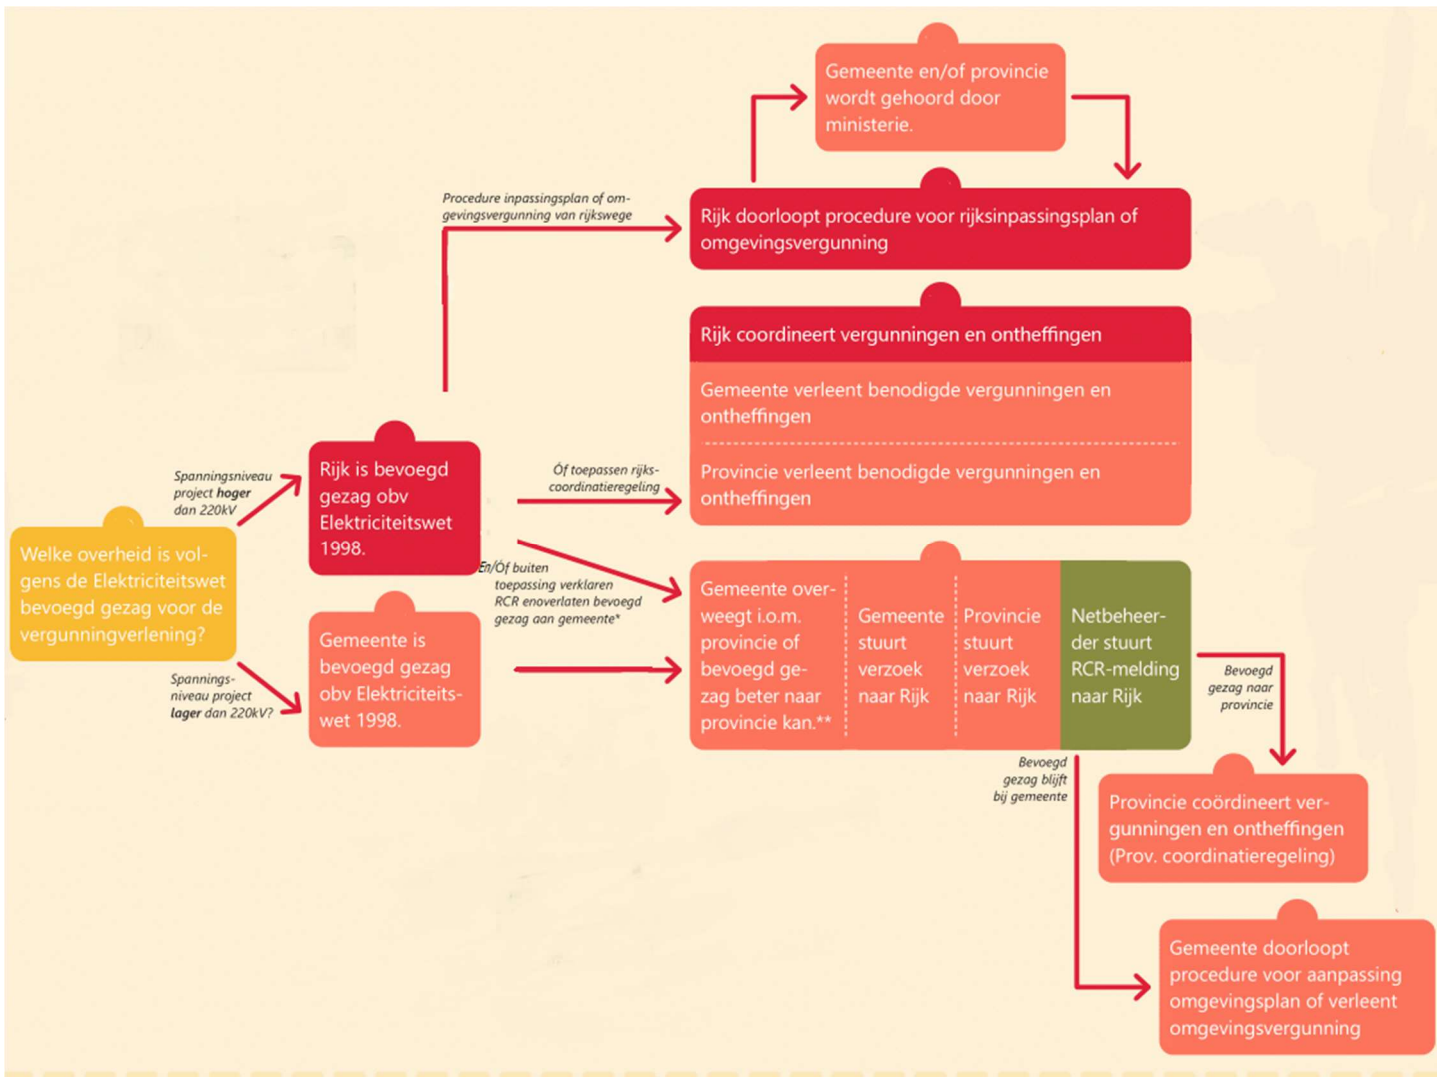 Gemeente en/of provincie
wordt gehoord door
ministerie.
Procedure inpassingsplan of om-
gevingsvergunning van rijkswege
Rijk doorloopt procedure voor rijksinpassingsplan of
omgevingsvergunning
Rijk coordineert vergunningen en ontheffingen
Gemeente verleent benodigde vergunningen en
ontheffingen
Provincie verleent benodigde vergunningen en
ontheffingen
Óf toepassen rijks-
coordinatieregeling
Spanningsniveau
project hoger
dan 220kV
Rijk is bevoegd
gezag obv
Elektriciteitswet
1998.
Welke overheid is vol-
gens de Elektriciteitswet
bevoegd gezag voor de
vergunningverlening?
En/Óf buiten
toepassing verklaren
RCR enoverlaten bevoegd
gezag aan gemeente*
Spannings-
niveau project
lager dan 220kV?
Gemeente is
bevoegd gezag
obv Elektriciteits-
wet 1998.
Gemeente over-
weegt i.o.m.
provincie of
bevoegd ge-
zag beter naar
provincie kan.**
Gemeente
stuurt
verzoek
naar Rijk
Provincie
stuurt
verzoek
naar Rijk
Netbeheer-
der stuurt
RCR-melding
naar Rijk
Bevoegd
gezag naar
provincie
Bevoegd
gezag blijft
bij gemeente
Provincie coördineert ver-
gunningen en ontheffingen
(Prov. coordinatieregeling)
Gemeente doorloopt
procedure voor aanpassing
omgevingsplan of verleent
omgevingsvergunning